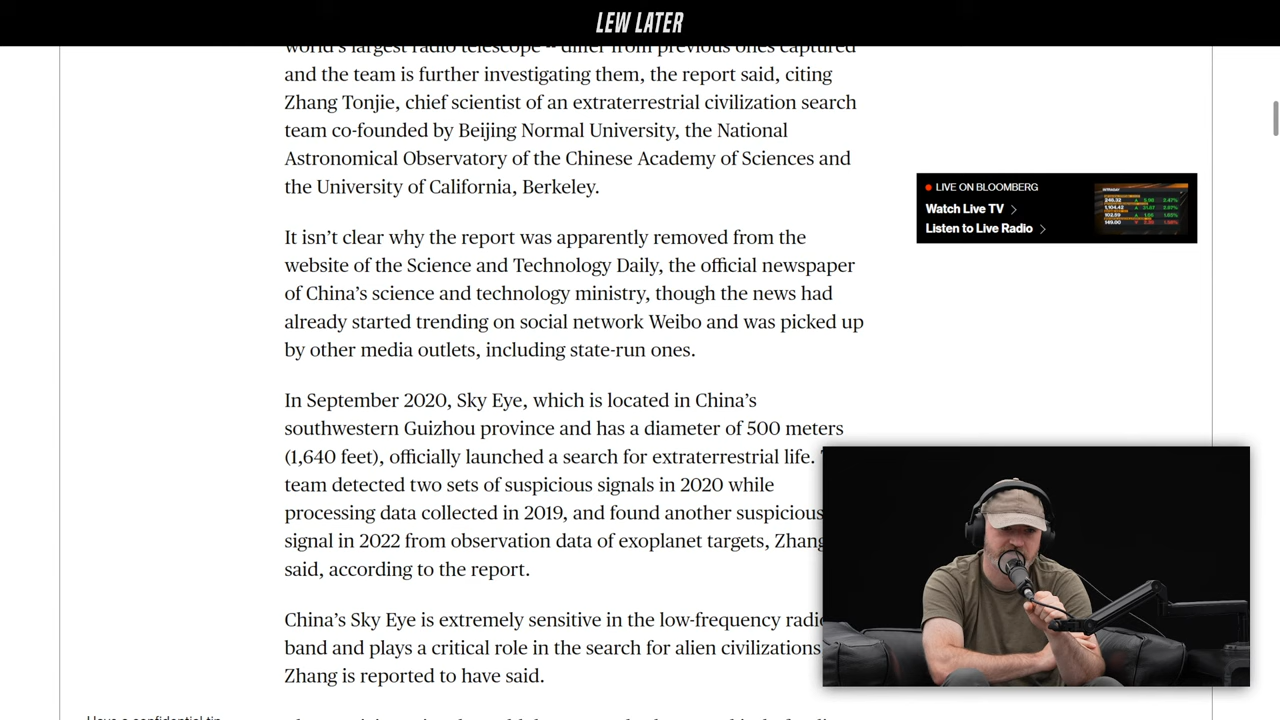 LEW LATER
world's largest radio telescope -- differ from previous ones captured
and the team is further investigating them, the report said, citing
Zhang Tonjie, chief scientist of an extraterrestrial civilization search
team co-founded by Beijing Normal University, the National
Astronomical Observatory of the Chinese Academy of Sciences and
the University of California, Berkeley.
It isn’t clear why the report was apparently removed from the
website of the Science and Technology Daily, the official newspaper
of China’s science and technology ministry, though the news had
already started trending on social network Weibo and was picked up
by other media outlets, including state-run ones.
In September 2020, Sky Eye, which is located in China’s
southwestern Guizhou province and has a diameter of 500 meters
(1,640 feet), officially launched a search for extraterrestrial life.
team detected two sets of suspicious signals in 2020 while
processing data collected in 2019, and found another suspicious
signal in 2022 from observation data of exoplanet targets, Zhang
said, according to the report.
China’s Sky Eye is extremely sensitive in the low-frequency radio
band and plays a critical role in the search for alien civilizations
Zhang is reported to have said.
LIVE ON BLOOMBERG
Watch Live TV
Listen to Live Radio